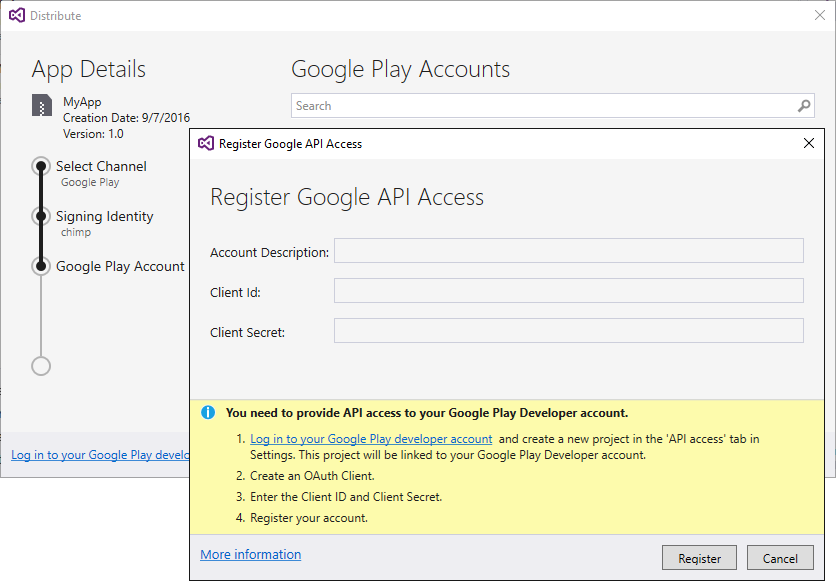 Distribute
App Details
MyApp
Creation Date: 9/7/2016
Version: 1.0
Select Channel
Google Play
Signing Identity
chimp
Google Play Account
Log in to your Google Play develo
Google Play Accounts
Search
Register Google API Access
Register Google API Access
Account Description:
Client Id:
Client Secret:
You need to provide API access to your Google Play Developer account.
1. Log in to your Google Play developer account and create a new project in the 'API access' tab in
Settings. This project will be linked to your Google Play Developer account.
2. Create an OAuth Client.
3. Enter the Client ID and Client Secret.
4. Register your account.
More information
Register
Cancel